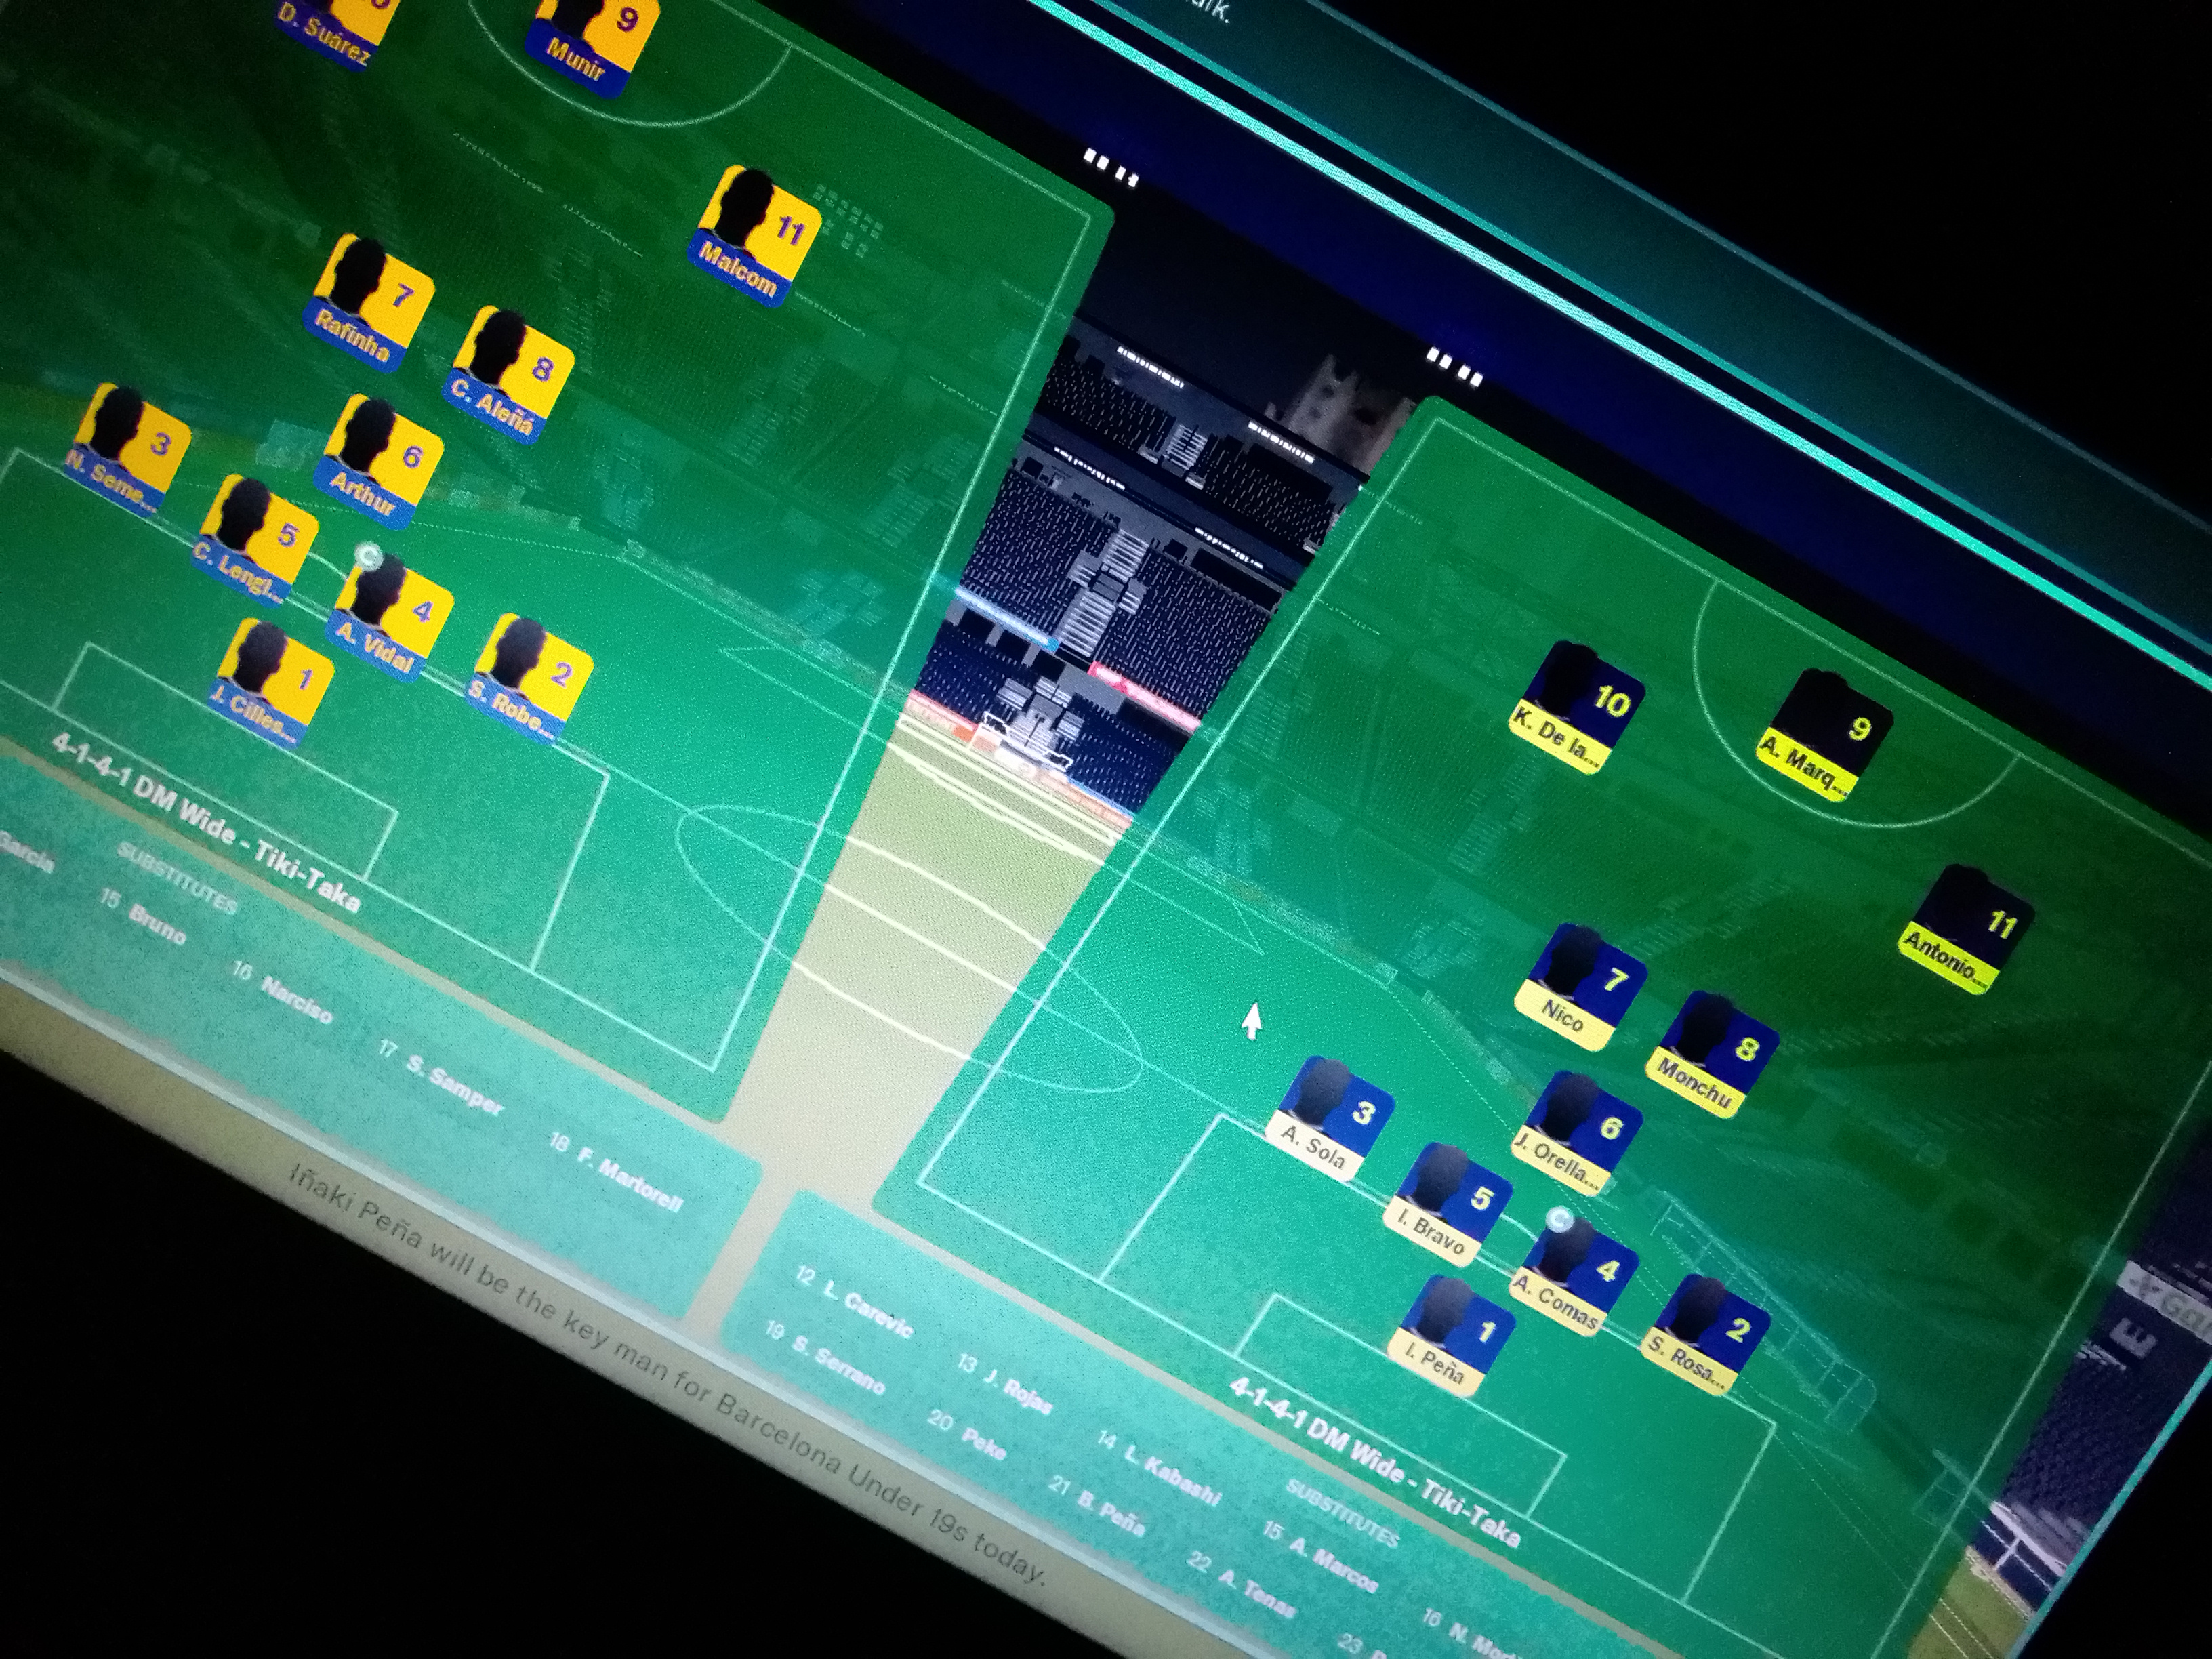 9
D. Suárez
Munir
11
Malcom
7
Rafinha
8
C. Aleñá
3
N. Seme...
6
Arthur
5
C. Lengl...
C
4
A. Vidal
1
J. Cilles...
2
S. Robe...
4-1-4-1 DM Wide - Tiki-Taka
SUBSTITUTES
García
15 Bruno
16 Narciso
17 S. Samper
18 F. Martorell
10
K. De la...
9
A. Marq...
11
Antonio...
7
Nico
8
Monchu
3
A. Sola
6
J. Orella...
5
I. Bravo
C
4
A. Comas
1
I. Peña
2
S. Rosa...
4-1-4-1 DM Wide - Tiki-Taka
SUBSTITUTES
12 L. Carevic
13 J. Rojas
14 L. Kabashi
15 A. Marcos
16 N.
19 S. Serrano
20 Peke
21 B. Peña
22 A. Tenas
23
Iñaki Peña will be the key man for Barcelona Under 19s today.